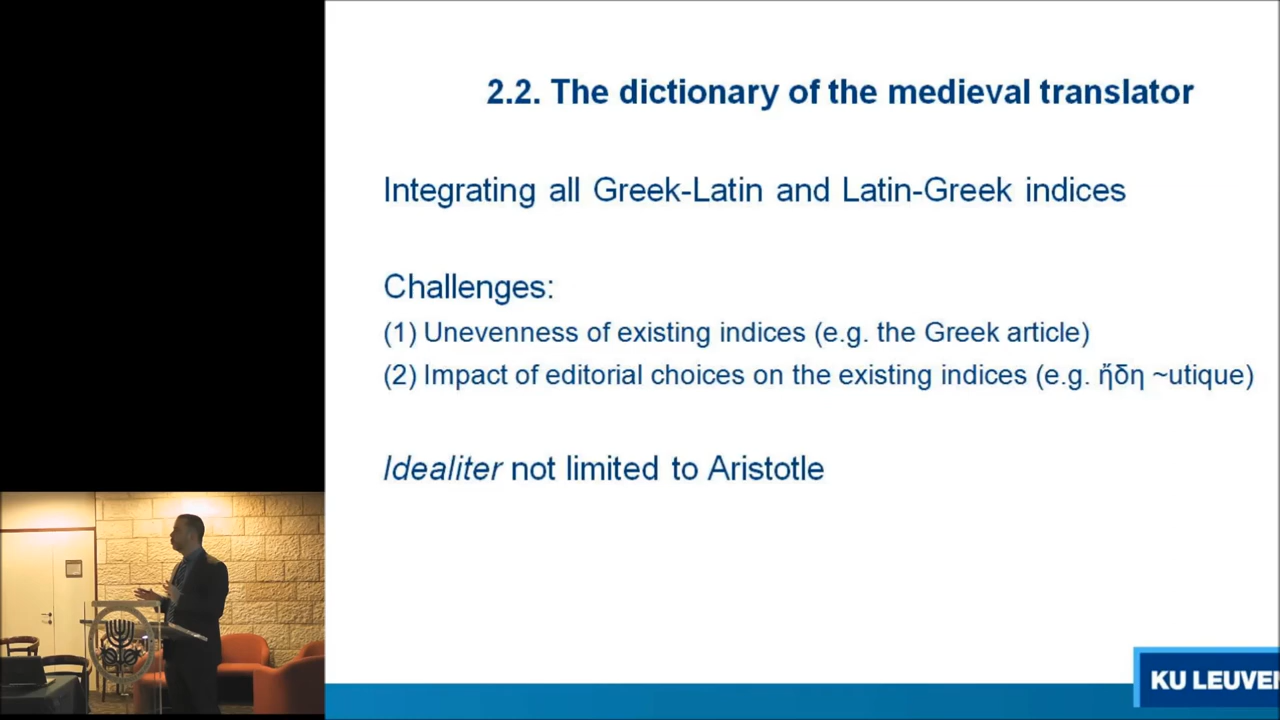 2.2. The dictionary of the medieval translator
Integrating all Greek-Latin and Latin-Greek indices
Challenges:
(1) Unevenness of existing indices (e.g. the Greek article)
(2) Impact of editorial choices on the existing indices (e.g. ἤδη ~utique)
Idealiter not limited to Aristotle
KU LEUVEN